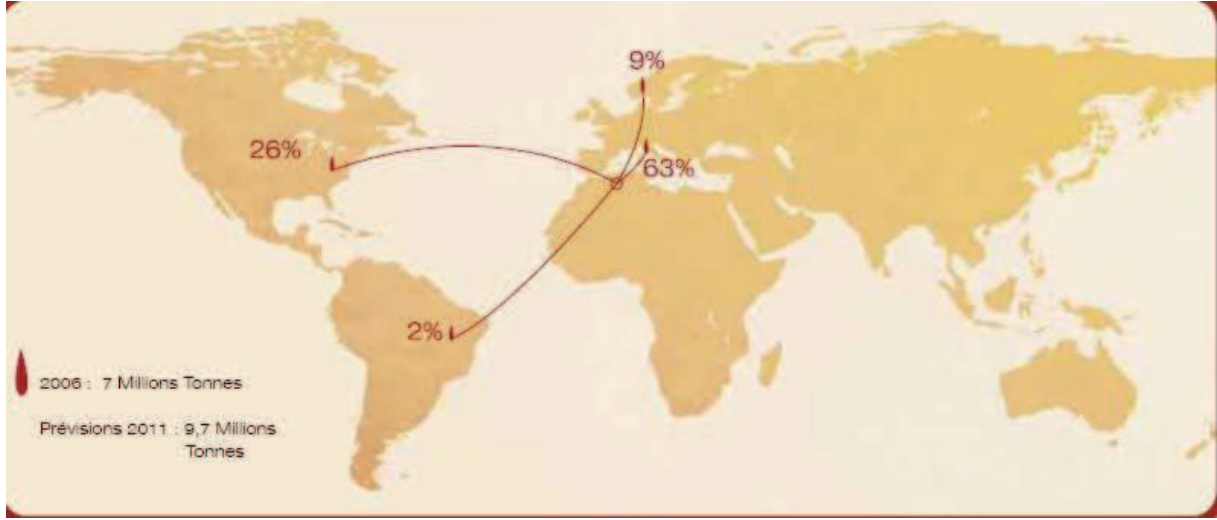 9%
26%
63%
2%
2006 : 7 Millions Tonnes
Prévisions 2011 : 9,7 Millions
Tonnes